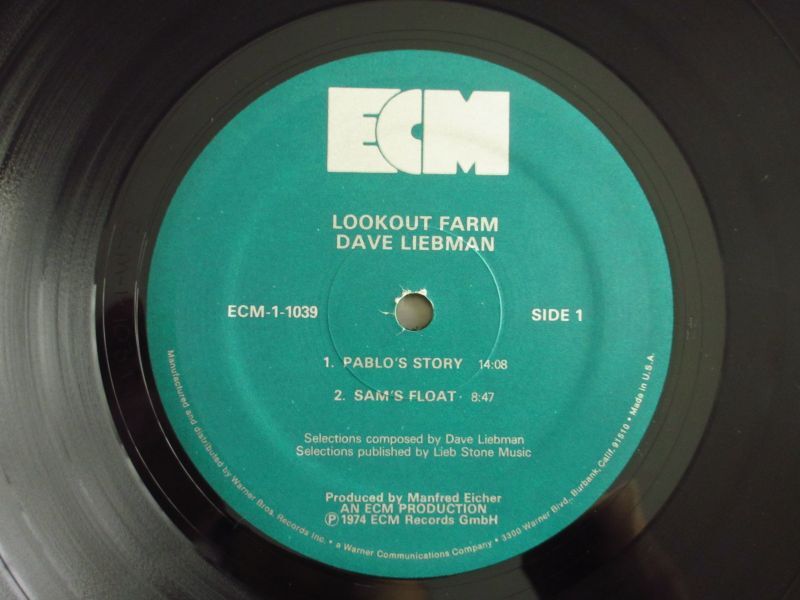 ECM
LOOKOUT FARM
DAVE LIEBMAN
ECM-1-1039
SIDE 1
1. PABLO'S STORY 14:08
2. SAM'S FLOAT 8:47
Selections composed by Dave Liebman
Selections published by Lieb Stone Music
Produced by Manfred Eicher
AN ECM PRODUCTION
℗ 1974 ECM Records GmbH
Manufactured and distributed by Warner Bros. Records Inc. • a Warner Communications Company • 3300 Warner Blvd., Burbank, Calif. 91510 • Made in U.S.A.